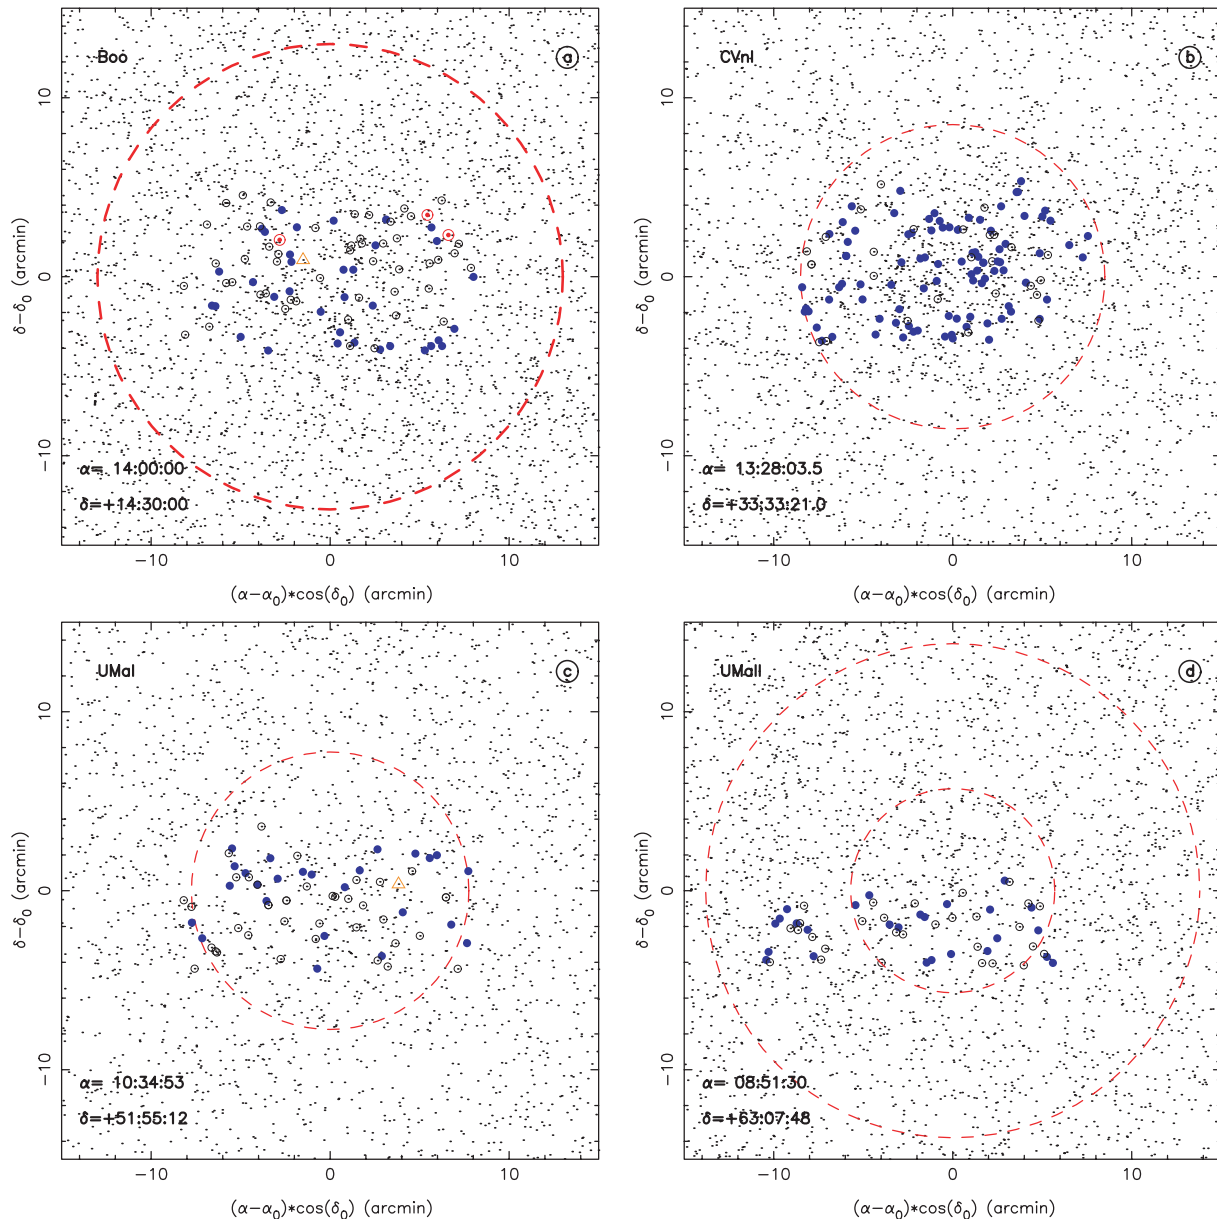 Boo
a
10
0
−10
δ−δ0 (arcmin)
α= 14:00:00
δ=+14:30:00
−10 0 10
(α−α0)*cos(δ0) (arcmin)
CVnI
b
10
0
−10
δ−δ0 (arcmin)
α= 13:28:03.5
δ=+33:33:21.0
−10 0 10
(α−α0)*cos(δ0) (arcmin)
UMaI
c
10
0
−10
δ−δ0 (arcmin)
α= 10:34:53
δ=+51:55:12
−10 0 10
(α−α0)*cos(δ0) (arcmin)
UMaII
d
10
0
−10
δ−δ0 (arcmin)
α= 08:51:30
δ=+63:07:48
−10 0 10
(α−α0)*cos(δ0) (arcmin)